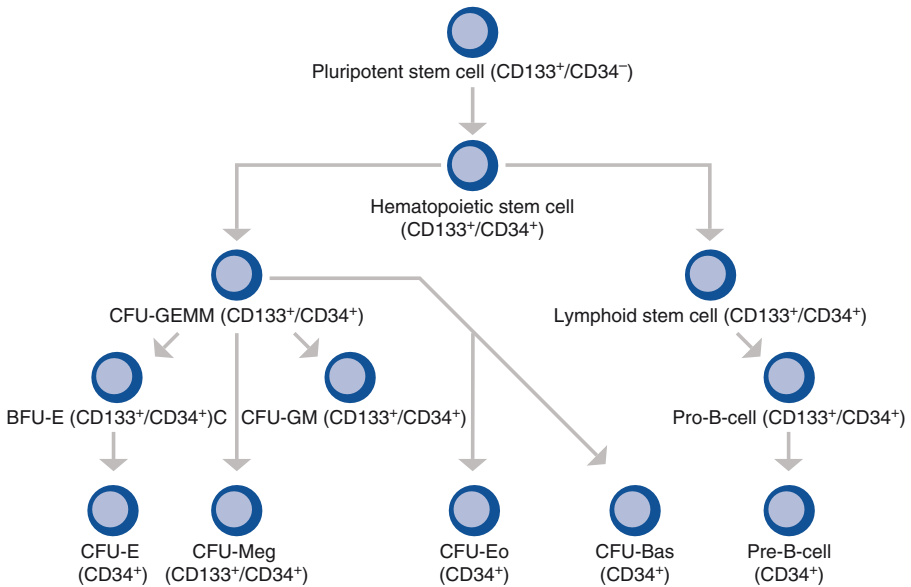 Pluripotent stem cell (CD133⁺/CD34⁻)
Hematopoietic stem cell
(CD133⁺/CD34⁺)
CFU-GEMM (CD133⁺/CD34⁺)
Lymphoid stem cell (CD133⁺/CD34⁺)
BFU-E (CD133⁺/CD34⁺)C
CFU-GM (CD133⁺/CD34⁺)
Pro-B-cell (CD133⁺/CD34⁺)
CFU-E
(CD34⁺)
CFU-Meg
(CD133⁺/CD34⁺)
CFU-Eo
(CD34⁺)
CFU-Bas
(CD34⁺)
Pre-B-cell
(CD34⁺)